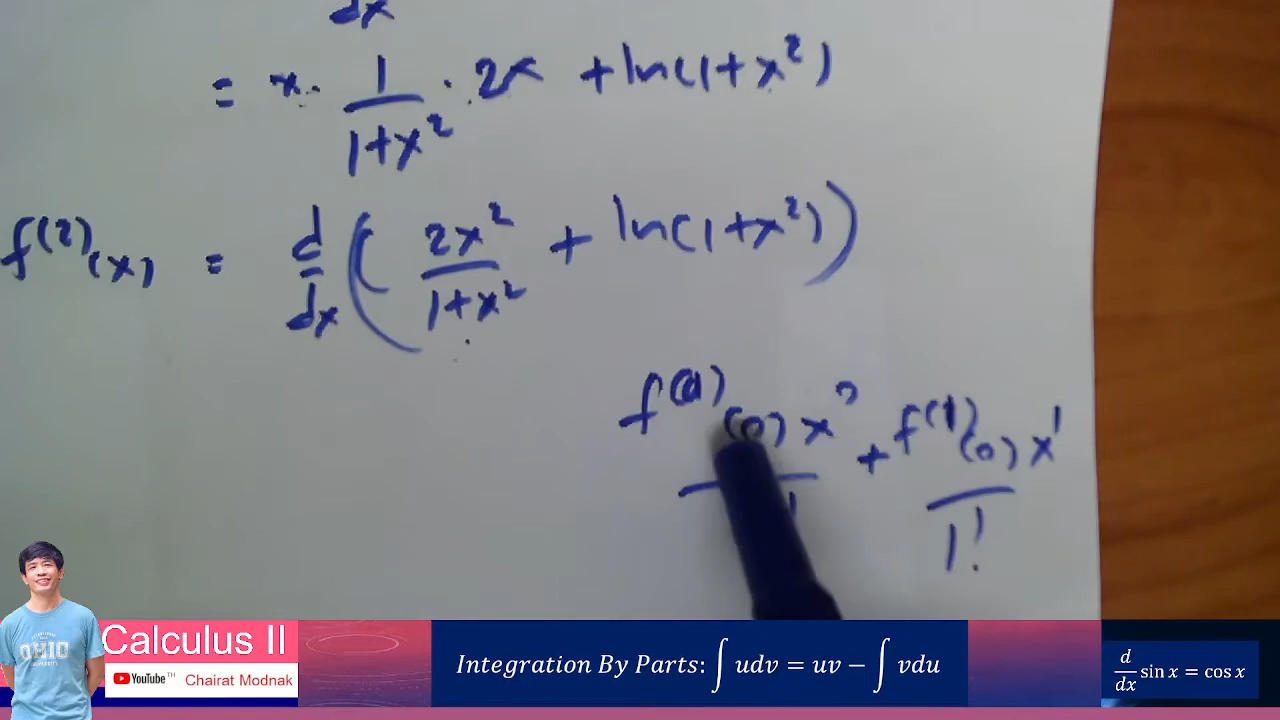 d/dx
= x · 1/(1+x²) · 2x + ln(1+x²)
f⁽²⁾(x) = d/dx ( 2x²/(1+x²) + ln(1+x²) )
f⁽⁰⁾(0) x⁰/ ! + f⁽¹⁾(0) x¹/1!
OHIO
Calculus II
YouTube TH Chairat Modnak
Integration By Parts: ∫ udv = uv − ∫ vdu
d/dx sin x = cos x